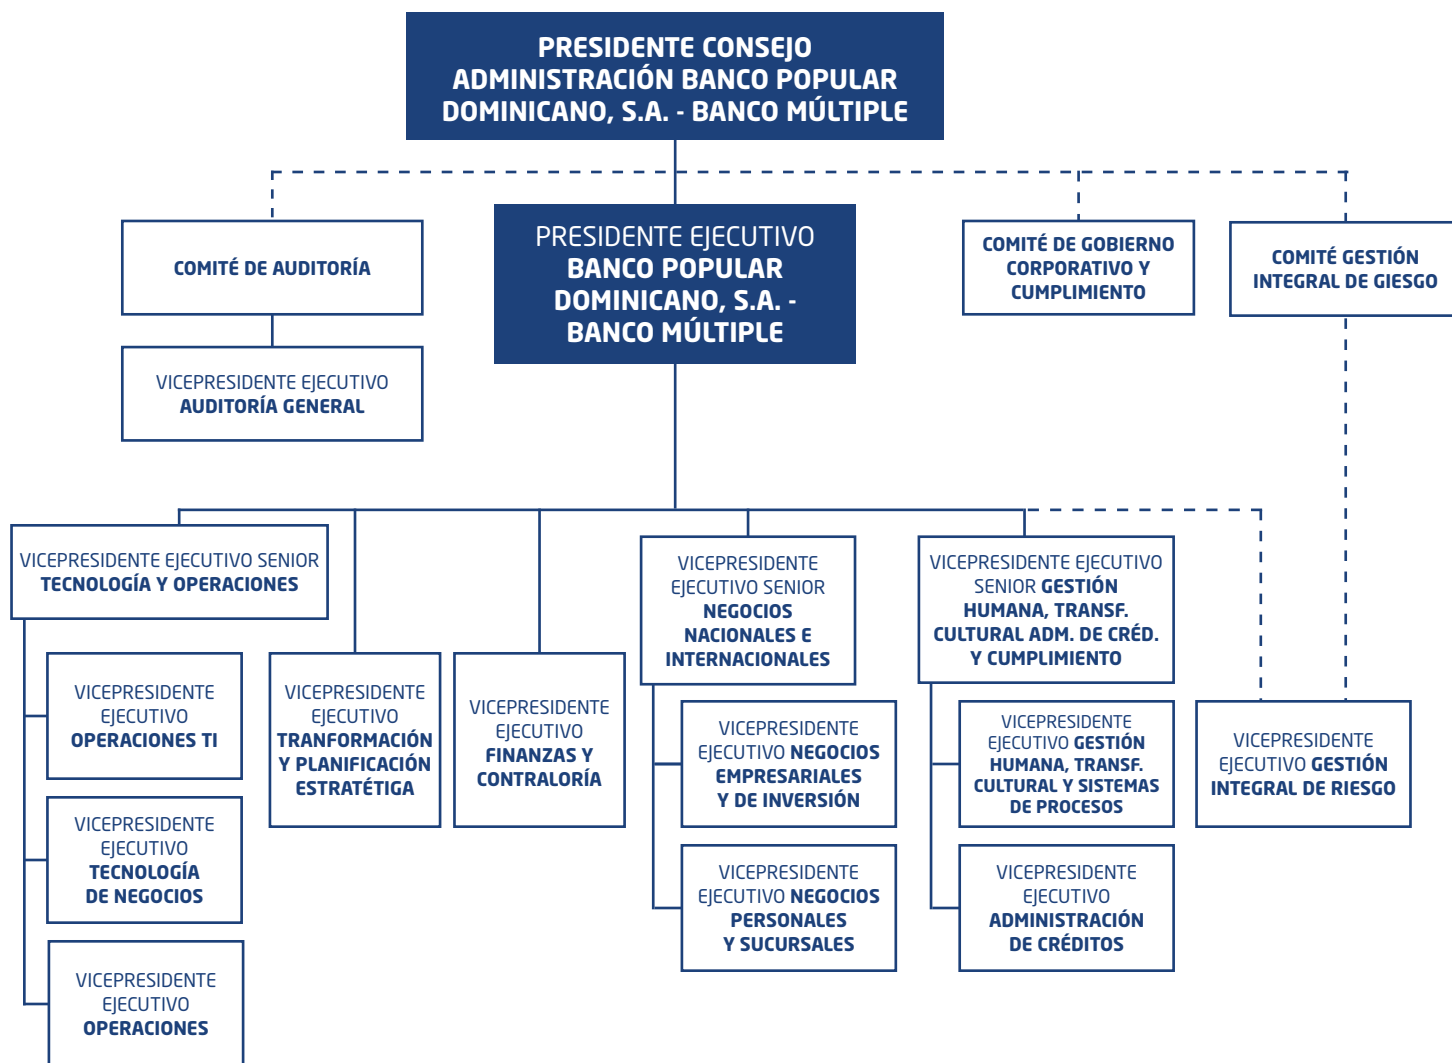 PRESIDENTE CONSEJO
ADMINISTRACIÓN BANCO POPULAR
DOMINICANO, S.A. - BANCO MÚLTIPLE
COMITÉ DE AUDITORÍA
PRESIDENTE EJECUTIVO
BANCO POPULAR
DOMINICANO, S.A. -
BANCO MÚLTIPLE
COMITÉ DE GOBIERNO
CORPORATIVO Y
CUMPLIMIENTO
COMITÉ GESTIÓN
INTEGRAL DE GIESGO
VICEPRESIDENTE EJECUTIVO
AUDITORÍA GENERAL
VICEPRESIDENTE EJECUTIVO SENIOR
TECNOLOGÍA Y OPERACIONES
VICEPRESIDENTE
EJECUTIVO SENIOR
NEGOCIOS
NACIONALES E
INTERNACIONALES
VICEPRESIDENTE EJECUTIVO
SENIOR GESTIÓN
HUMANA, TRANSF.
CULTURAL ADM. DE CRÉD.
Y CUMPLIMIENTO
VICEPRESIDENTE
EJECUTIVO
OPERACIONES TI
VICEPRESIDENTE
EJECUTIVO
TRANFORMACIÓN
Y PLANIFICACIÓN
ESTRATÉTIGA
VICEPRESIDENTE
EJECUTIVO
FINANZAS Y
CONTRALORÍA
VICEPRESIDENTE
EJECUTIVO NEGOCIOS
EMPRESARIALES
Y DE INVERSIÓN
VICEPRESIDENTE
EJECUTIVO GESTIÓN
HUMANA, TRANSF.
CULTURAL Y SISTEMAS
DE PROCESOS
VICEPRESIDENTE
EJECUTIVO GESTIÓN
INTEGRAL DE RIESGO
VICEPRESIDENTE
EJECUTIVO
TECNOLOGÍA
DE NEGOCIOS
VICEPRESIDENTE
EJECUTIVO NEGOCIOS
PERSONALES
Y SUCURSALES
VICEPRESIDENTE
EJECUTIVO
ADMINISTRACIÓN
DE CRÉDITOS
VICEPRESIDENTE
EJECUTIVO
OPERACIONES